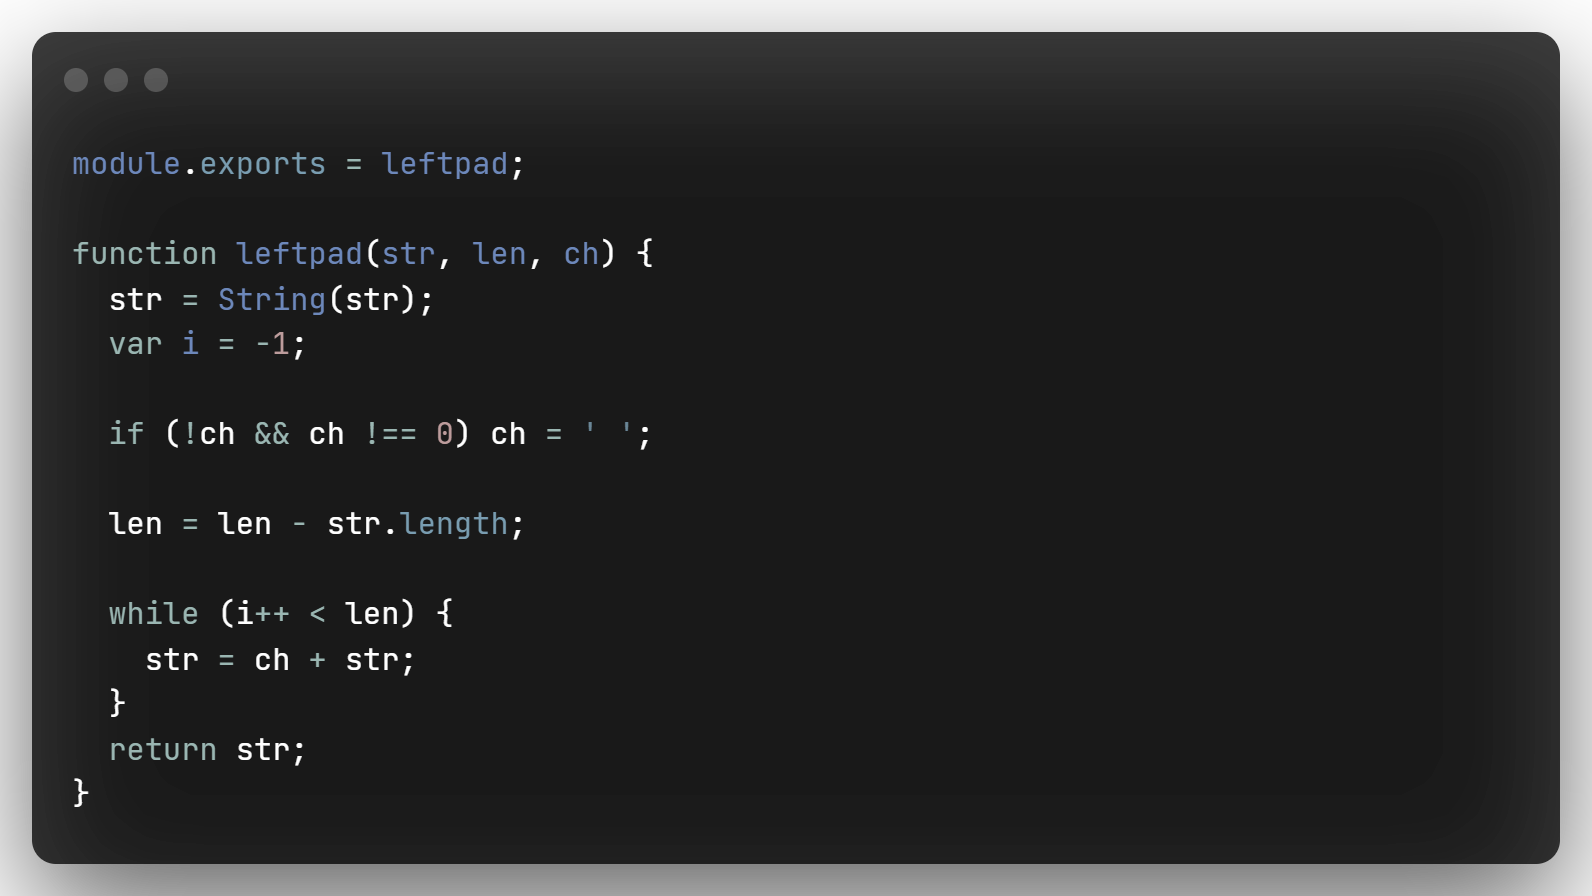 module.exports = leftpad;
function leftpad(str, len, ch) {
  str = String(str);
  var i = -1;
  if (!ch && ch !== 0) ch = ' ';
  len = len - str.length;
  while (i++ < len) {
    str = ch + str;
  }
  return str;
}